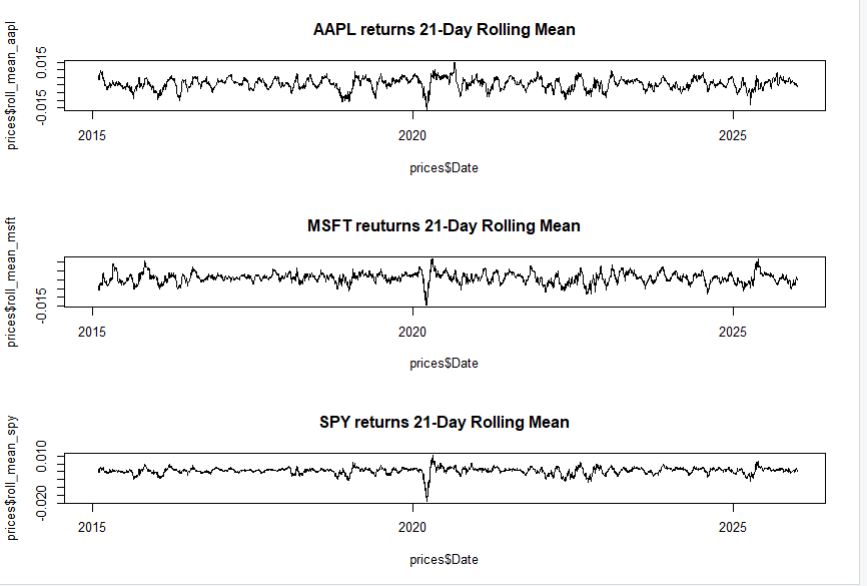 AAPL returns 21-Day Rolling Mean
prices$roll_mean_aapl
0.015
-0.015
2015 2020 2025
prices$Date
MSFT reuturns 21-Day Rolling Mean
prices$roll_mean_msft
-0.015
2015 2020 2025
prices$Date
SPY returns 21-Day Rolling Mean
prices$roll_mean_spy
0.010
-0.020
2015 2020 2025
prices$Date